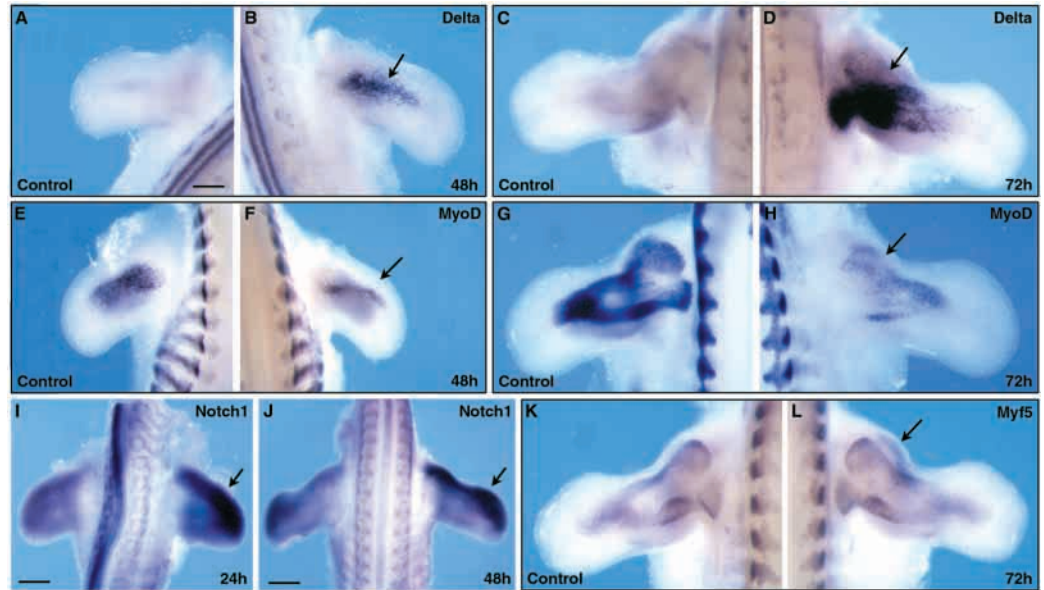 A B Delta
Control 48h
C D Delta
Control 72h
E F MyoD
Control 48h
G H MyoD
Control 72h
I Notch1
24h
J Notch1
48h
K L Myf5
Control 72h